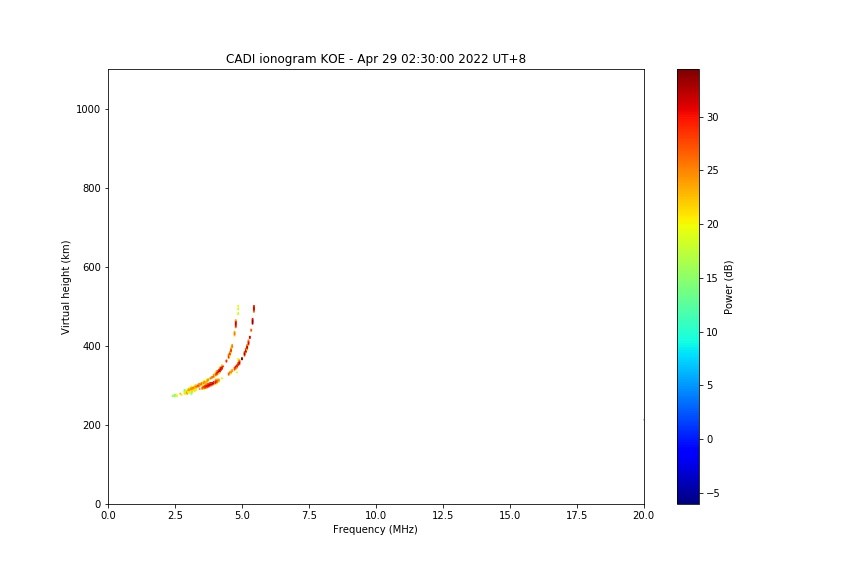 CADI ionogram KOE - Apr 29 02:30:00 2022 UT+8
Virtual height (km)
1000
800
600
400
200
0
0.0 2.5 5.0 7.5 10.0 12.5 15.0 17.5 20.0
Frequency (MHz)
30
25
20
15
10
5
0
−5
Power (dB)